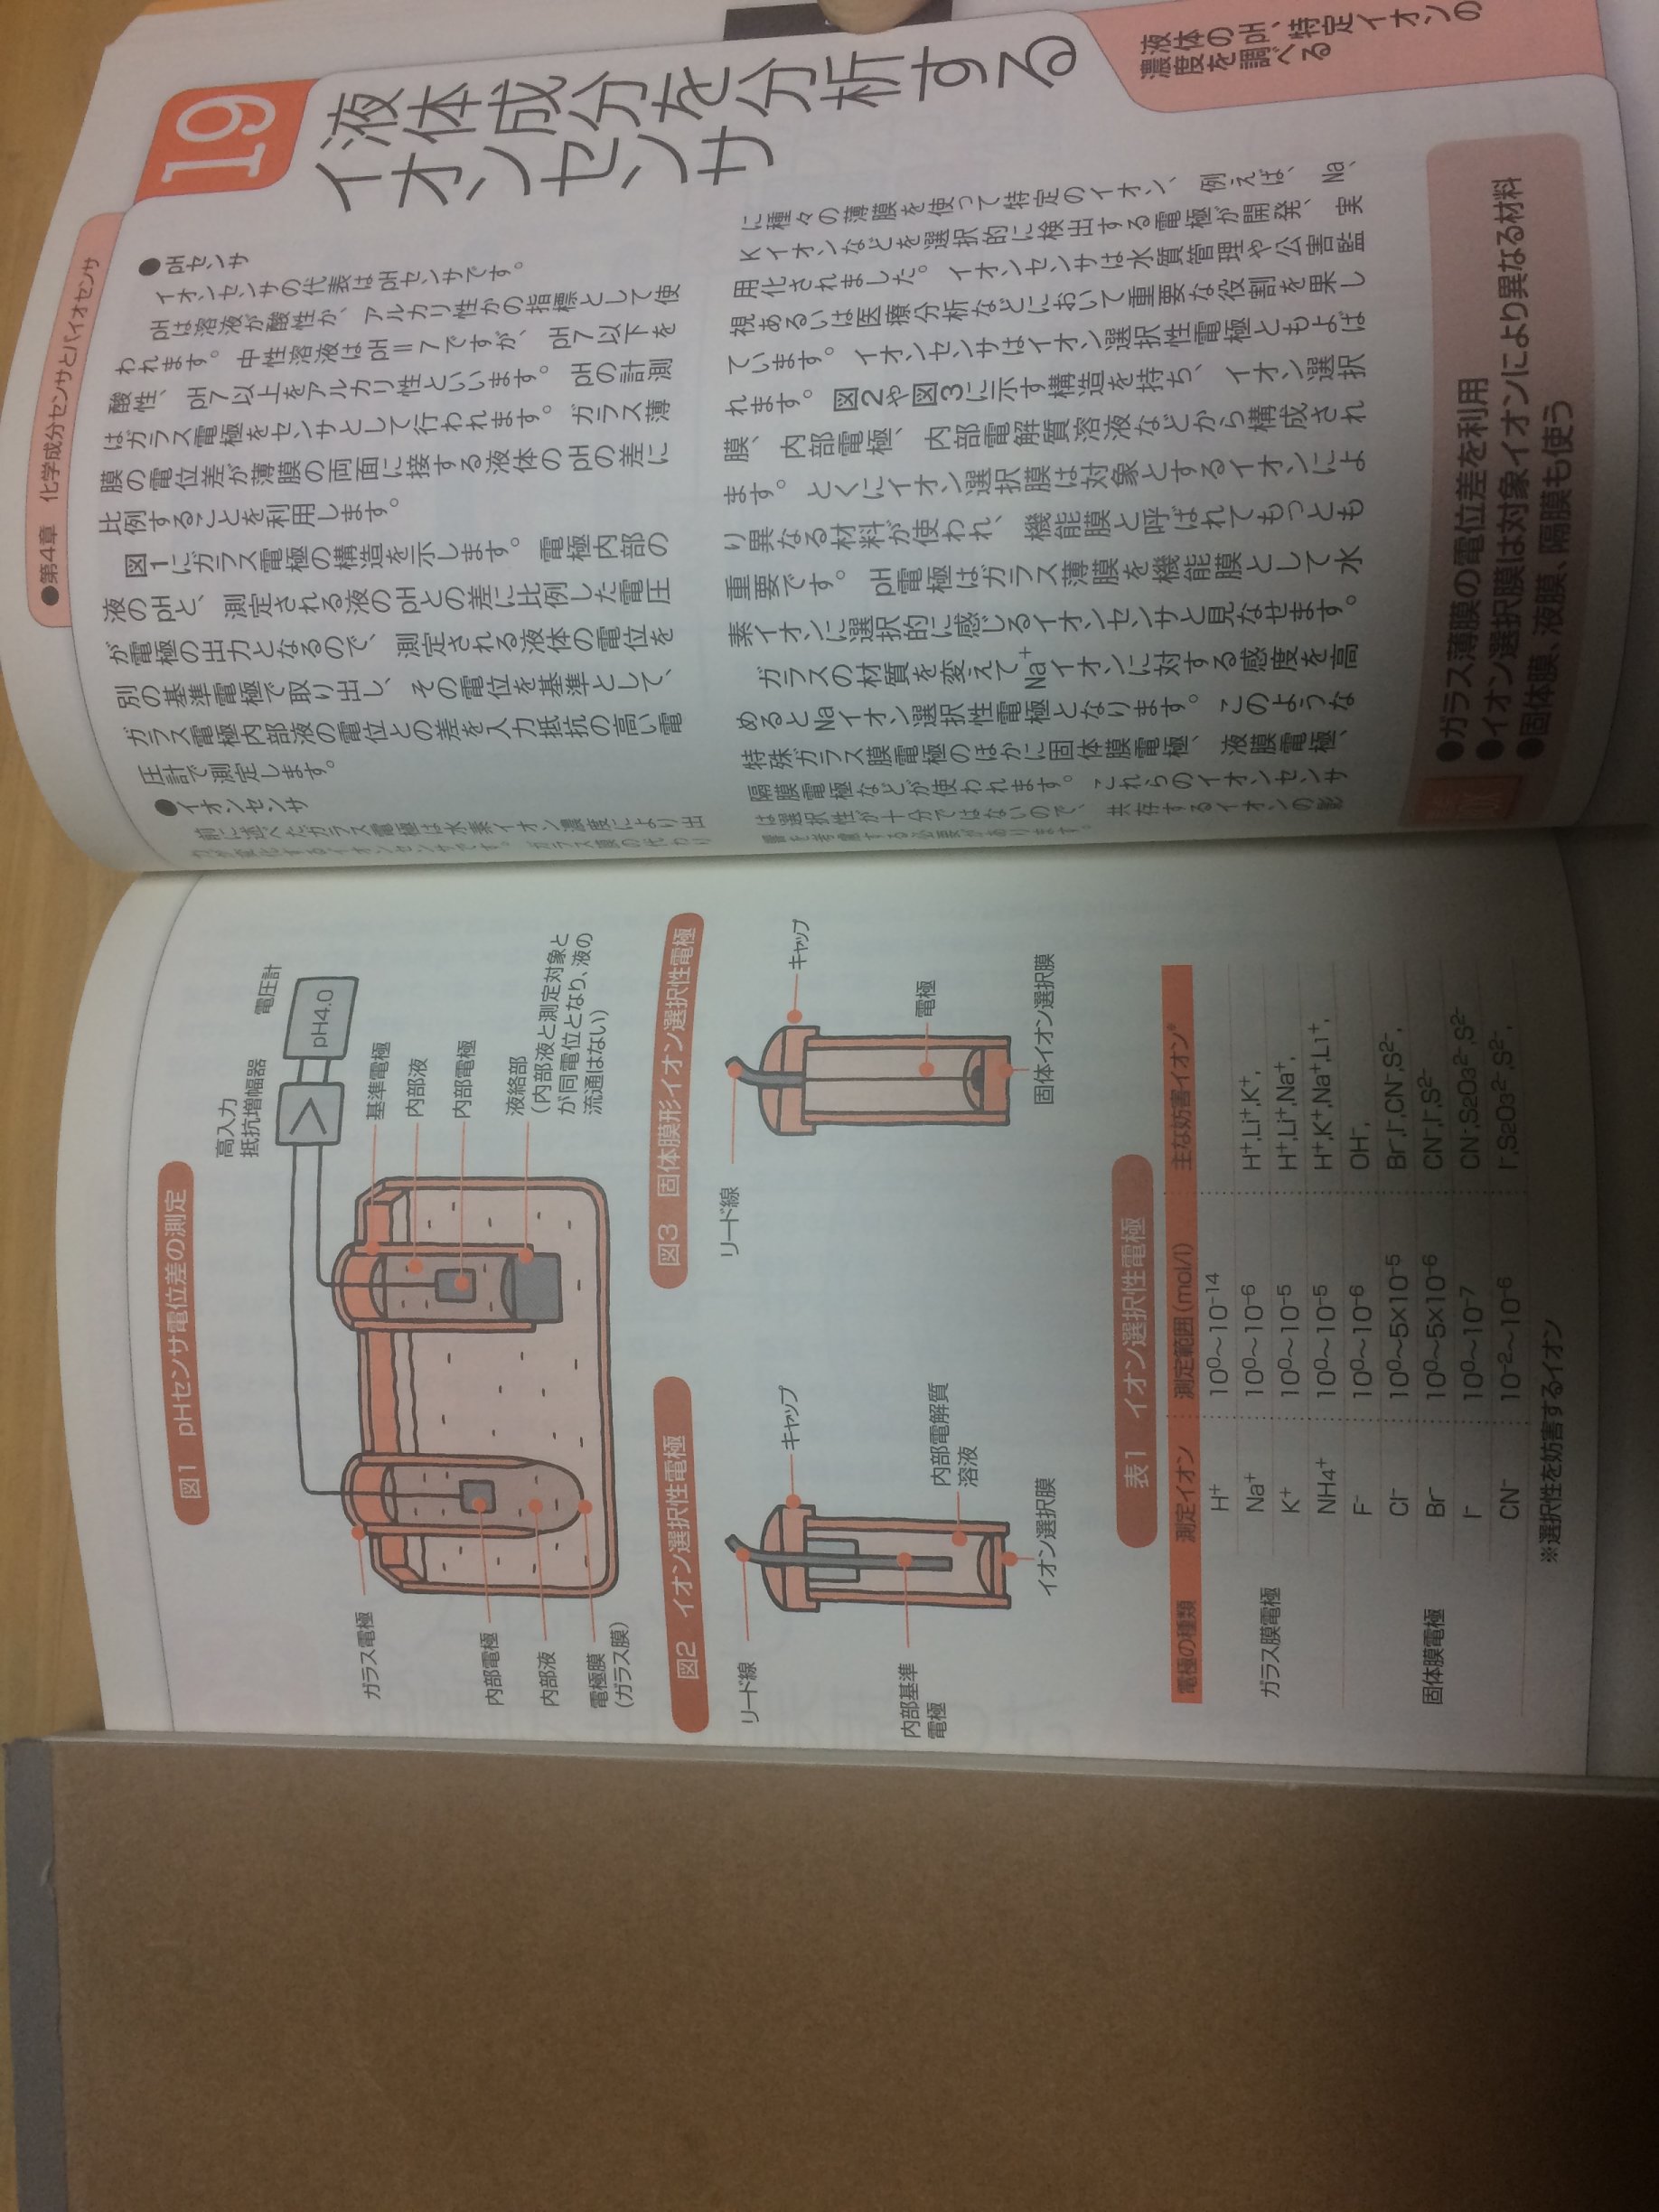 ●第4章 化学成分センサとバイオセンサ
19
液体成分を分析する
イオンセンサ
液体のpH、特定イオンの
濃度を調べる
●pHセンサ
イオンセンサの代表はpHセンサです。
pHは溶液が酸性か、アルカリ性かの指標として使
われます。中性溶液はpH=7ですが、pH7以下を
酸性、pH7以上をアルカリ性といいます。pHの計測
はガラス電極をセンサとして行われます。ガラス薄
膜の電位差が薄膜の両面に接する液体のpHの差に
比例することを利用します。
図1にガラス電極の構造を示します。電極内部の
液のpHと、測定される液のpHとの差に比例した電圧
が電極の出力となるので、測定される液体の電位を
別の基準電極で取り出し、その電位を基準として、
ガラス電極内部液の電位との差を入力抵抗の高い電
圧計で測定します。
●イオンセンサ
前に述べたガラス電極は水素イオン濃度により出
力が変化するイオンセンサです。ガラス膜の代わり
に種々の薄膜を使って特定のイオン、例えば、Na、
Kイオンなどを選択的に検出する電極が開発、実
用化されました。イオンセンサは水質管理や公害監
視あるいは医療分析などにおいて重要な役割を果し
ています。イオンセンサはイオン選択性電極ともよば
れます。図2や図3に示す構造を持ち、イオン選択
膜、内部電極、内部電解質溶液などから構成され
ます。とくにイオン選択膜は対象とするイオンによ
り異なる材料が使われ、機能膜と呼ばれてもっとも
重要です。pH電極はガラス薄膜を機能膜として水
素イオンに選択的に感じるイオンセンサと見なせます。
ガラスの材質を変えてNa+イオンに対する感度を高
めるとNaイオン選択性電極となります。このような
特殊ガラス膜電極のほかに固体膜電極、液膜電極、
隔膜電極などが使われます。これらのイオンセンサ
は選択性が十分ではないので、共存するイオンの影
響を考慮する必要があります。
●ガラス薄膜の電位差を利用
●イオン選択膜は対象イオンにより異なる材料
●固体膜、液膜、隔膜も使う
図1 pHセンサ電位差の測定
高入力
抵抗増幅器
電圧計
pH4.0
ガラス電極
内部電極
内部液
電極膜
(ガラス膜)
基準電極
内部液
内部電極
液絡部
(内部液と測定対象と
が同電位となり、液の
流通はない)
図2 イオン選択性電極
リード線
キャップ
内部基準
電極
内部電解質
溶液
イオン選択膜
図3 固体膜形イオン選択性電極
リード線
キャップ
電極
固体イオン選択膜
表1 イオン選択性電極
電極の種類 測定イオン 測定範囲(mol/l) 主な妨害イオン※
ガラス膜電極
H+ 10⁰〜10⁻¹⁴
Na+ 10⁰〜10⁻⁶ H+,Li+,K+,
K+ 10⁰〜10⁻⁵ H+,Li+,Na+,
NH4+ 10⁰〜10⁻⁵ H+,K+,Na+,Li+,
固体膜電極
F⁻ 10⁰〜10⁻⁶ OH⁻,
Cl⁻ 10⁰〜5×10⁻⁵ Br⁻,I⁻,CN⁻,S²⁻,
Br⁻ 10⁰〜5×10⁻⁶ CN⁻,I⁻,S²⁻
I⁻ 10⁰〜10⁻⁷ CN⁻,S2O3²⁻,S²⁻
CN⁻ 10⁻²〜10⁻⁶ I⁻,S2O3²⁻,S²⁻,
※選択性を妨害するイオン